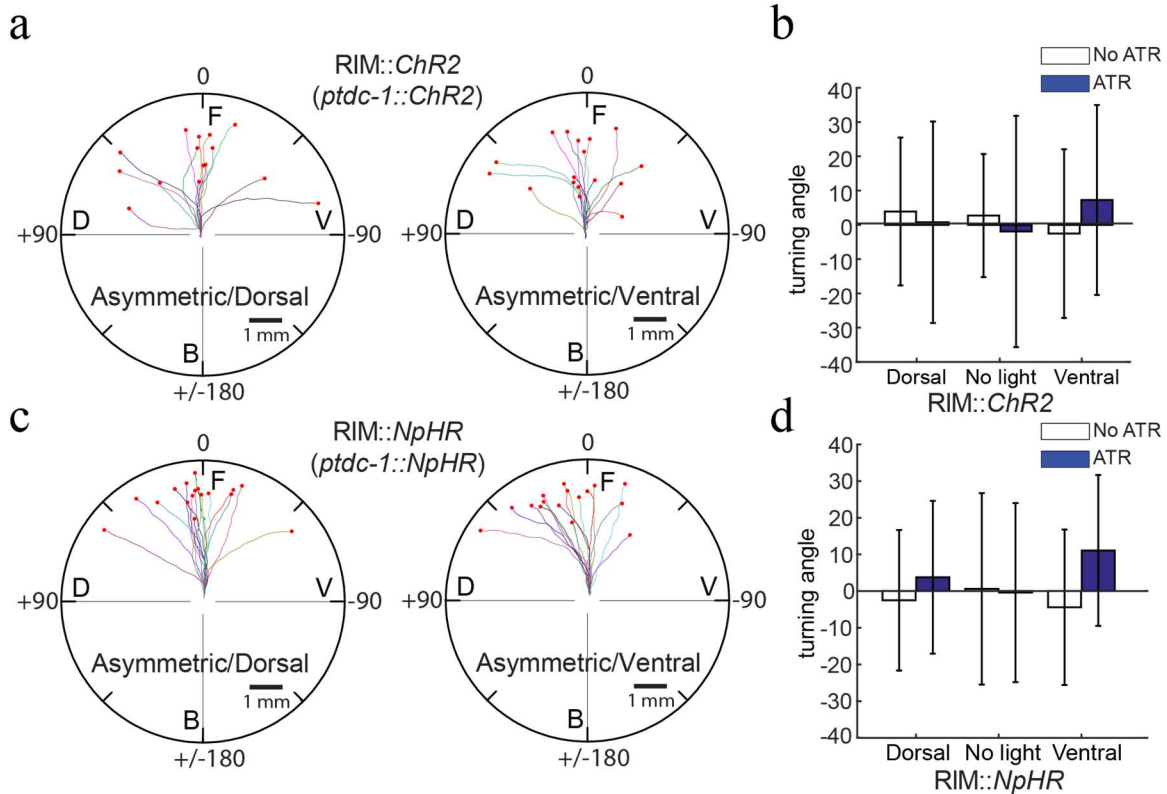 a
RIM::ChR2
(ptdc-1::ChR2)
0
F
D
V
+90
-90
Asymmetric/Dorsal
1 mm
B
+/-180
0
F
D
V
+90
-90
Asymmetric/Ventral
1 mm
B
+/-180
b
No ATR
ATR
turning angle
40
30
20
10
0
-10
-20
-30
-40
Dorsal No light Ventral
RIM::ChR2
c
RIM::NpHR
(ptdc-1::NpHR)
0
F
D
V
+90
-90
Asymmetric/Dorsal
1 mm
B
+/-180
0
F
D
V
+90
-90
Asymmetric/Ventral
1 mm
B
+/-180
d
No ATR
ATR
turning angle
40
30
20
10
0
-10
-20
-30
-40
Dorsal No light Ventral
RIM::NpHR